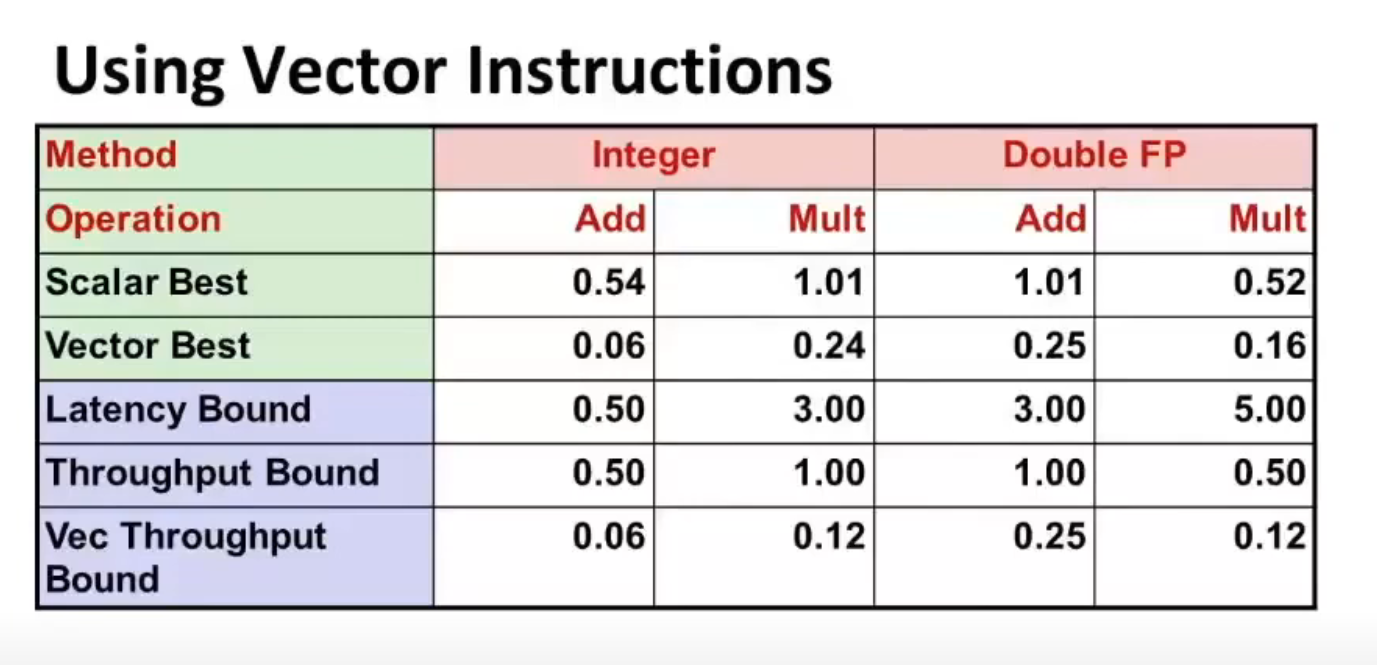 Using Vector Instructions
Method Integer Double FP
Operation Add Mult Add Mult
Scalar Best 0.54 1.01 1.01 0.52
Vector Best 0.06 0.24 0.25 0.16
Latency Bound 0.50 3.00 3.00 5.00
Throughput Bound 0.50 1.00 1.00 0.50
Vec Throughput 0.06 0.12 0.25 0.12
Bound